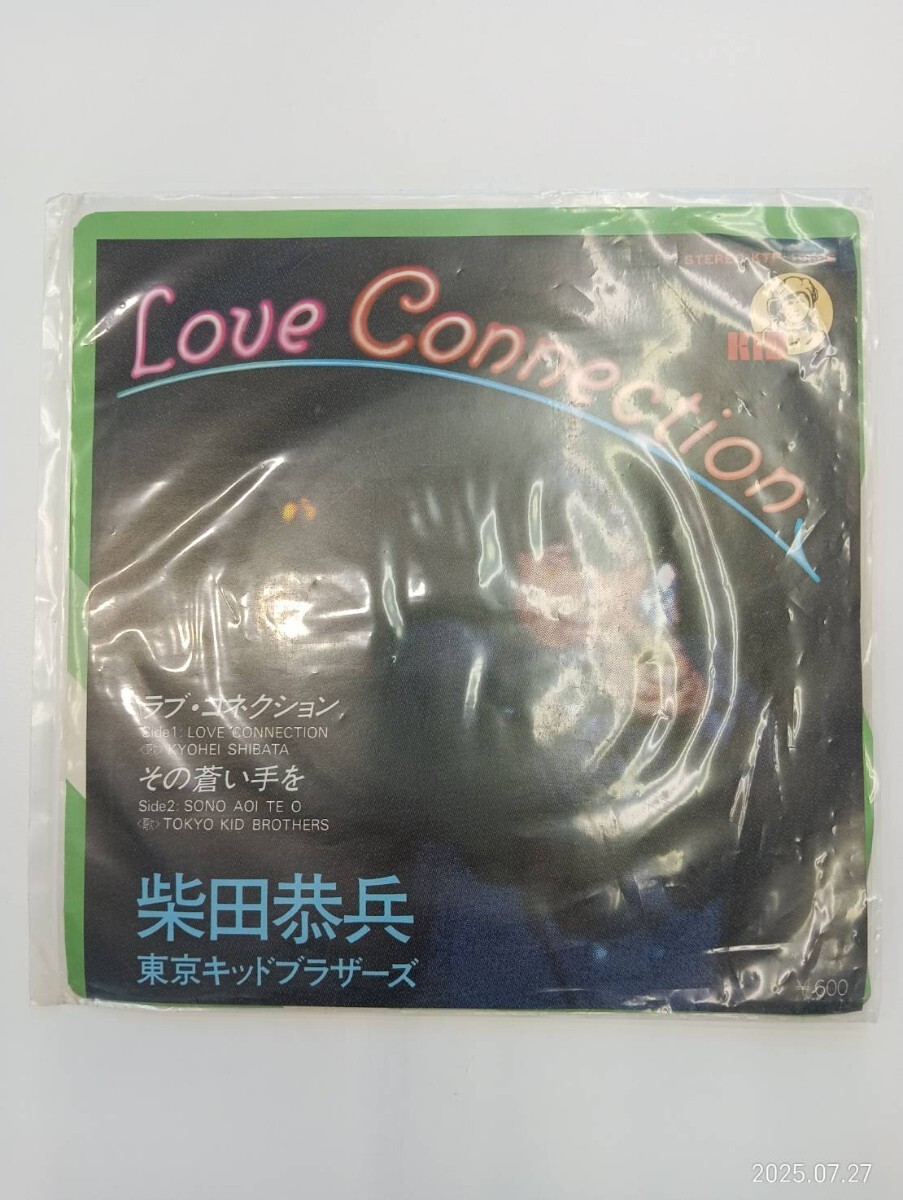 STEREO
KID
Love Connection
ラブ・コネクション
Side1: LOVE CONNECTION
〈歌〉KYOHEI SHIBATA
その蒼い手を
Side2: SONO AOI TE O
〈歌〉TOKYO KID BROTHERS
柴田恭兵
東京キッドブラザーズ
¥600
2025.07.27